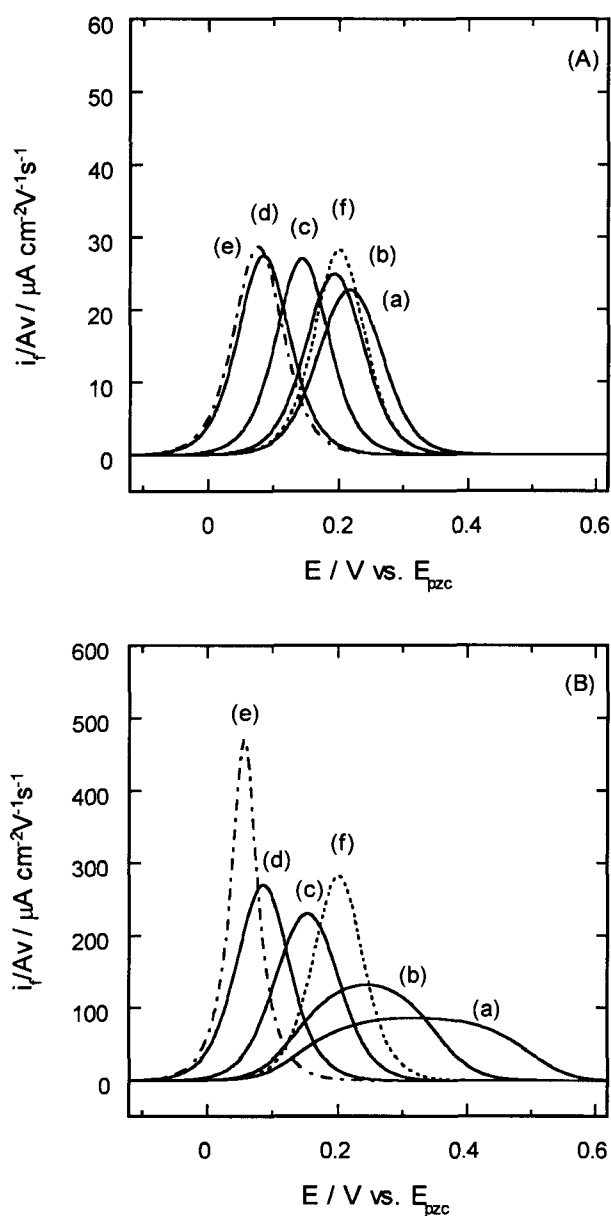 60
(A)
50
40
30
20
10
0
i_f/Av / μA cm⁻²V⁻¹s⁻¹
(d)
(f)
(e)
(c)
(b)
(a)
0 0.2 0.4 0.6
E / V vs. E_pzc
600
(B)
500
400
300
200
100
0
i_f/Av / μA cm⁻²V⁻¹s⁻¹
(e)
(d)
(f)
(c)
(b)
(a)
0 0.2 0.4 0.6
E / V vs. E_pzc